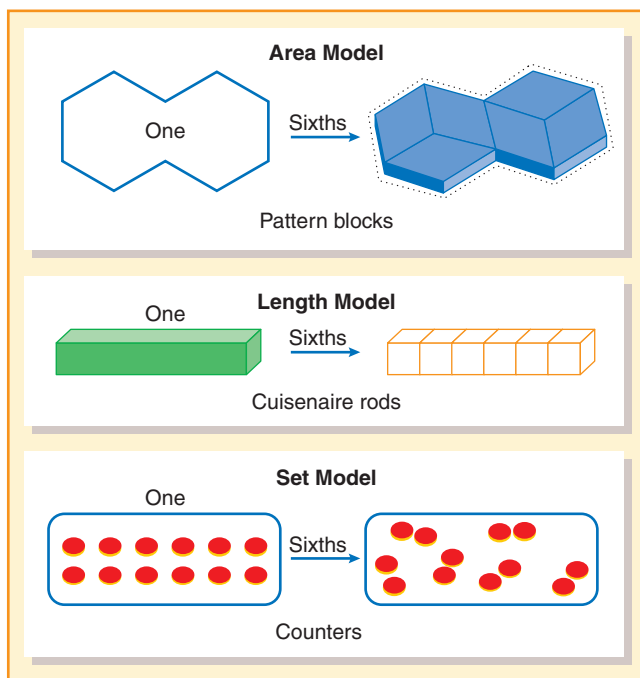 Area Model
One
Sixths
Pattern blocks
Length Model
One
Sixths
Cuisenaire rods
Set Model
One
Sixths
Counters